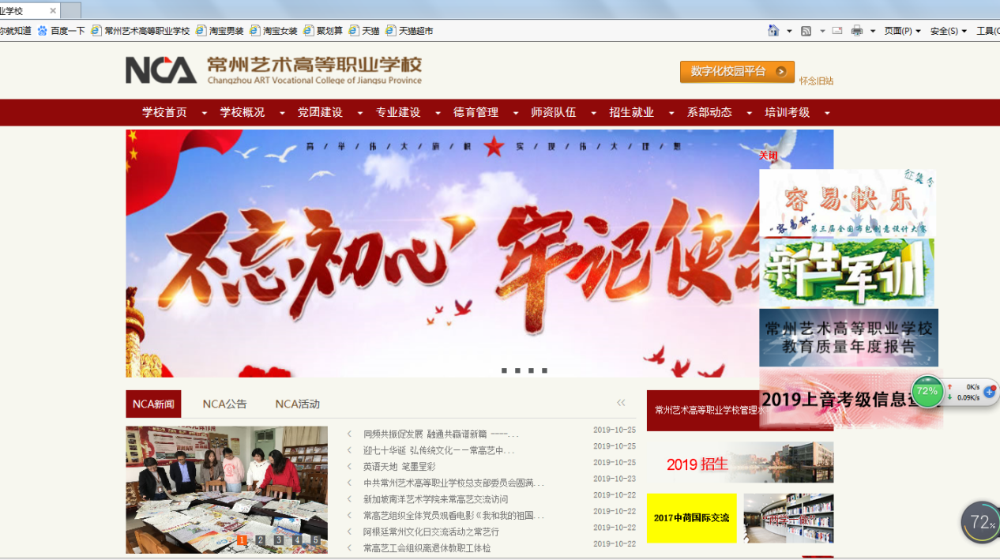 业学校
你就知道 百度一下 常州艺术高等职业学校 淘宝男装 淘宝女装 聚划算 天猫 天猫超市 页面(P) 安全(S) 工具(O
NCA 常州艺术高等职业学校
Changzhou ART Vocational College of Jiangsu Province
数字化校园平台
怀念旧站
学校首页 学校概况 党团建设 专业建设 德育管理 师资队伍 招生就业 系部动态 培训考级
高/举/伟/大/旗/帜 实/现/伟/大/理/想
关闭
不忘初心 牢记使命
征集令
容易·快乐
"容易杯"
第三届全国布包创意设计大赛
新生军训
常州艺术高等职业学校
教育质量年度报告
2019上音考级信息查
72%
0K/s
0.09K/s
NCA新闻 NCA公告 NCA活动
常州艺术高等职业学校管理水
同频共振促发展 融通共赢谱新篇 ----... 2019-10-25
迎七十华诞 弘传统文化——常高艺中... 2019-10-25
英语天地 笔墨呈彩 2019-10-25
中共常州艺术高等职业学校总支部委员会圆满... 2019-10-23
新加坡南洋艺术学院来常高艺交流访问 2019-10-22
常高艺组织全体党员观看电影《我和我的祖国... 2019-10-22
阿根廷常州文化日交流活动之常艺行 2019-10-22
常高艺工会组织离退休教职工体检 2019-10-22
1 2 3 4 5
2019 招生
2017中荷国际交流
72%